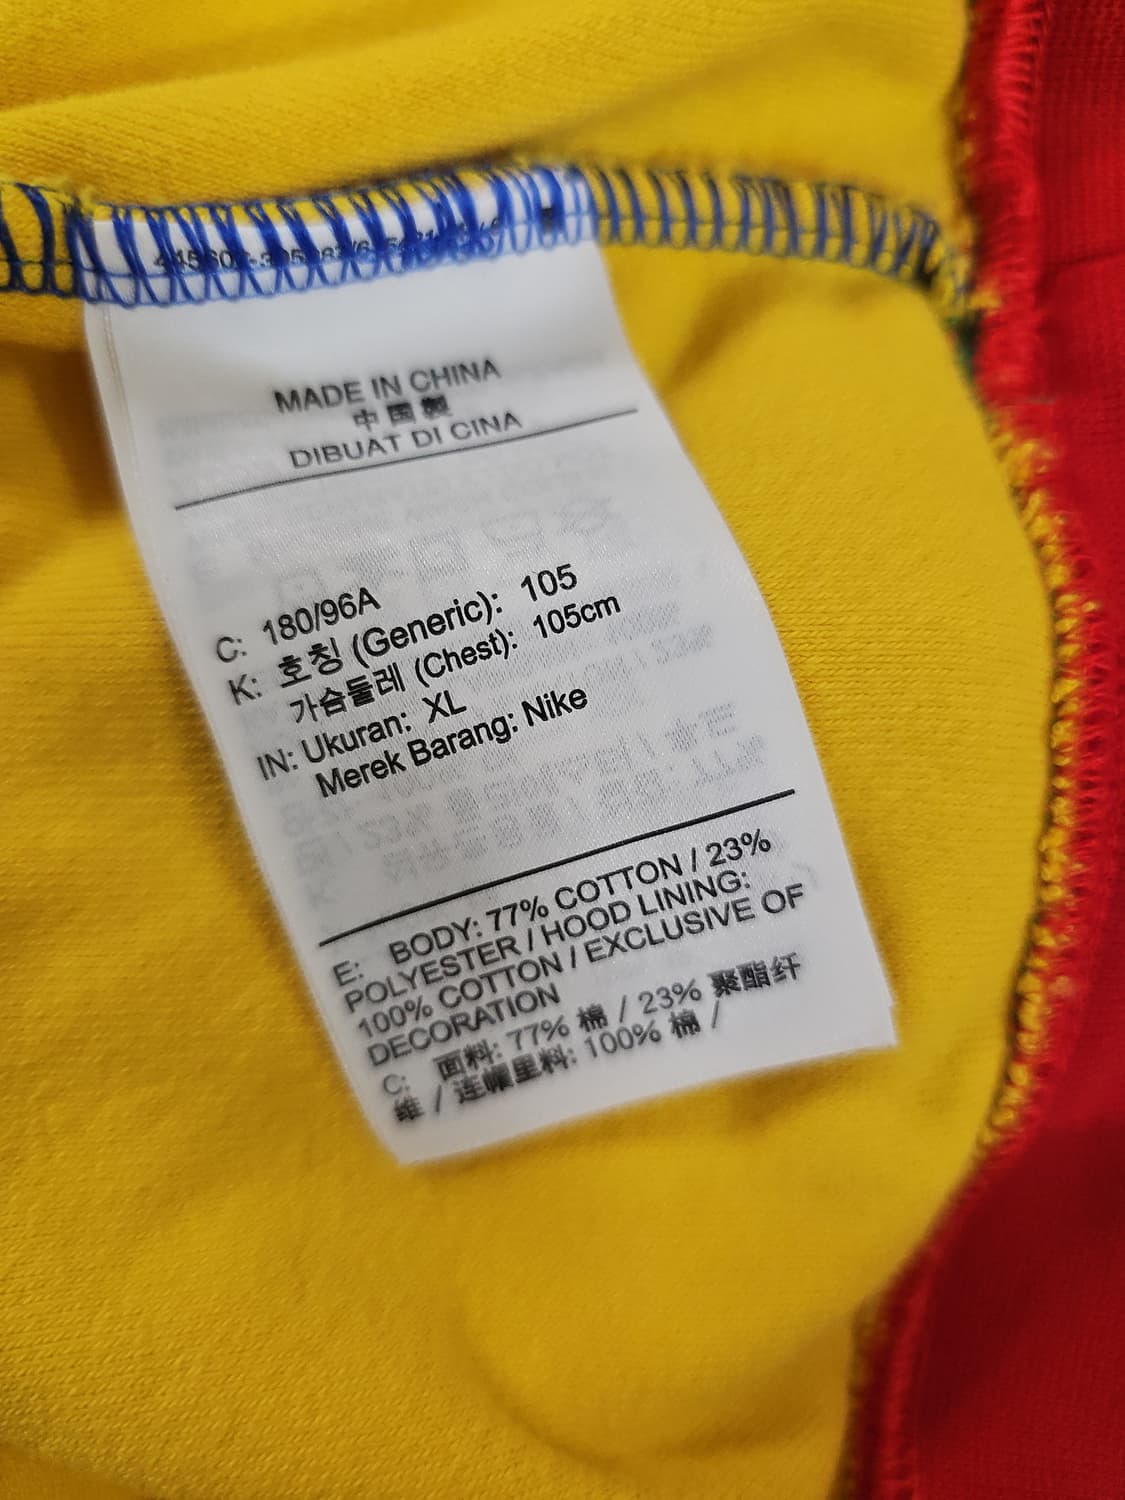 MADE IN CHINA
中国製
DIBUAT DI CINA
C: 180/96A
K: 호칭 (Generic): 105
가슴둘레 (Chest): 105cm
IN: Ukuran: XL
Merek Barang: Nike
E: BODY: 77% COTTON / 23%
POLYESTER / HOOD LINING:
100% COTTON / EXCLUSIVE OF
DECORATION
C: 面料: 77% 棉 / 23% 聚酯纤
维 / 连帽里料: 100% 棉 /